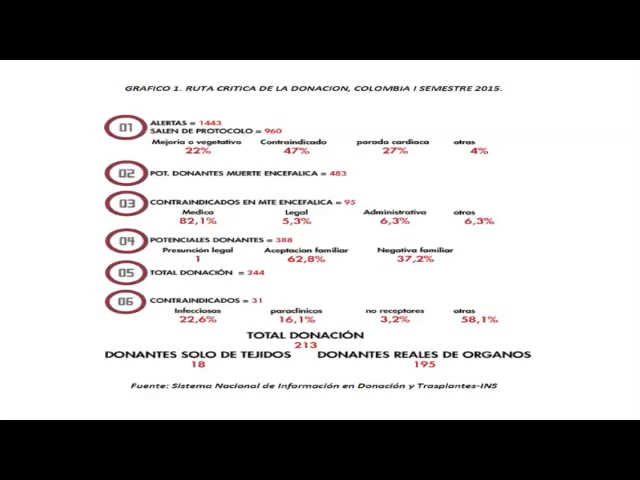 GRAFICO 1. RUTA CRITICA DE LA DONACION, COLOMBIA I SEMESTRE 2015.
01 ALERTAS = 1443
SALEN DE PROTOCOLO = 960
Mejoria o vegetativo Contraindicado parada cardiaca otras
22% 47% 27% 4%
02 POT. DONANTES MUERTE ENCEFALICA = 483
03 CONTRAINDICADOS EN MTE ENCEFALICA = 95
Medica Legal Administrativa otras
82,1% 5,3% 6,3% 6,3%
04 POTENCIALES DONANTES = 388
Presunción legal Aceptacion familiar Negativa familiar
1 62,8% 37,2%
05 TOTAL DONACIÓN = 244
06 CONTRAINDICADOS = 31
Infecciosas paraclinicos no receptores otras
22,6% 16,1% 3,2% 58,1%
TOTAL DONACIÓN
213
DONANTES SOLO DE TEJIDOS DONANTES REALES DE ORGANOS
18 195
Fuente: Sistema Nacional de Información en Donación y Trasplantes-INS